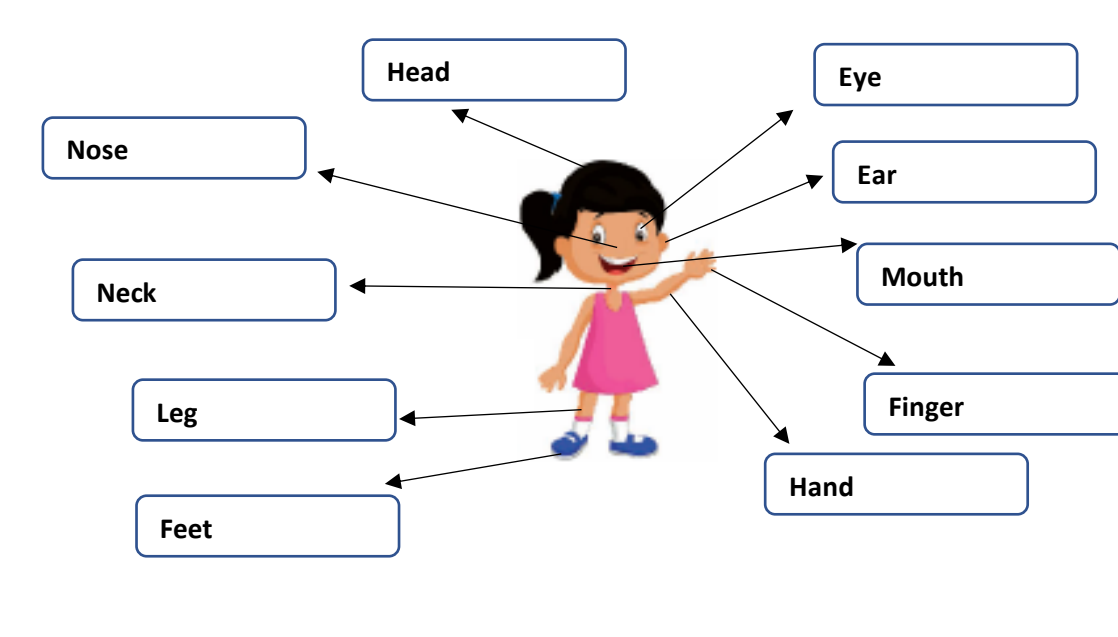 Head
Eye
Nose
Ear
Neck
Mouth
Leg
Finger
Hand
Feet